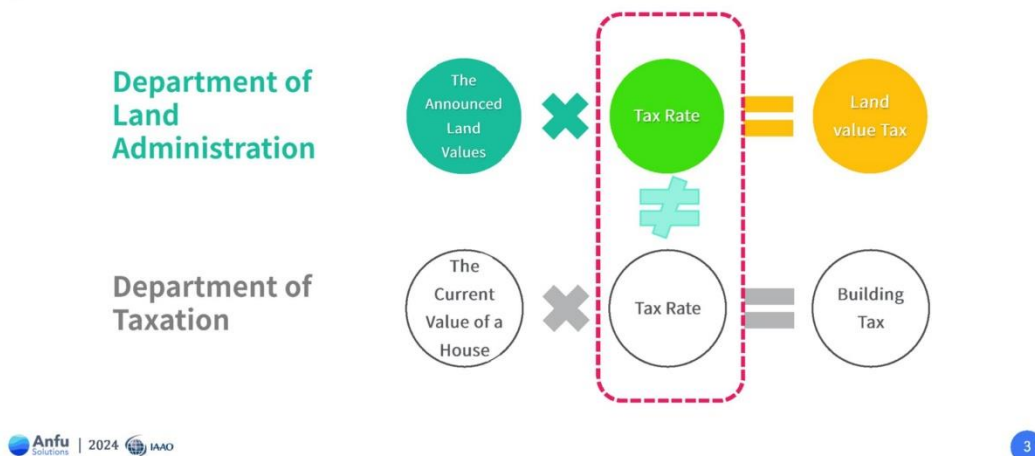 Department of
Land
Administration
The
Announced
Land
Values
Tax Rate
Land
value Tax
≠
Department of
Taxation
The
Current
Value of a
House
Tax Rate
Building
Tax
Anfu
Solutions
| 2024
IAAO
3